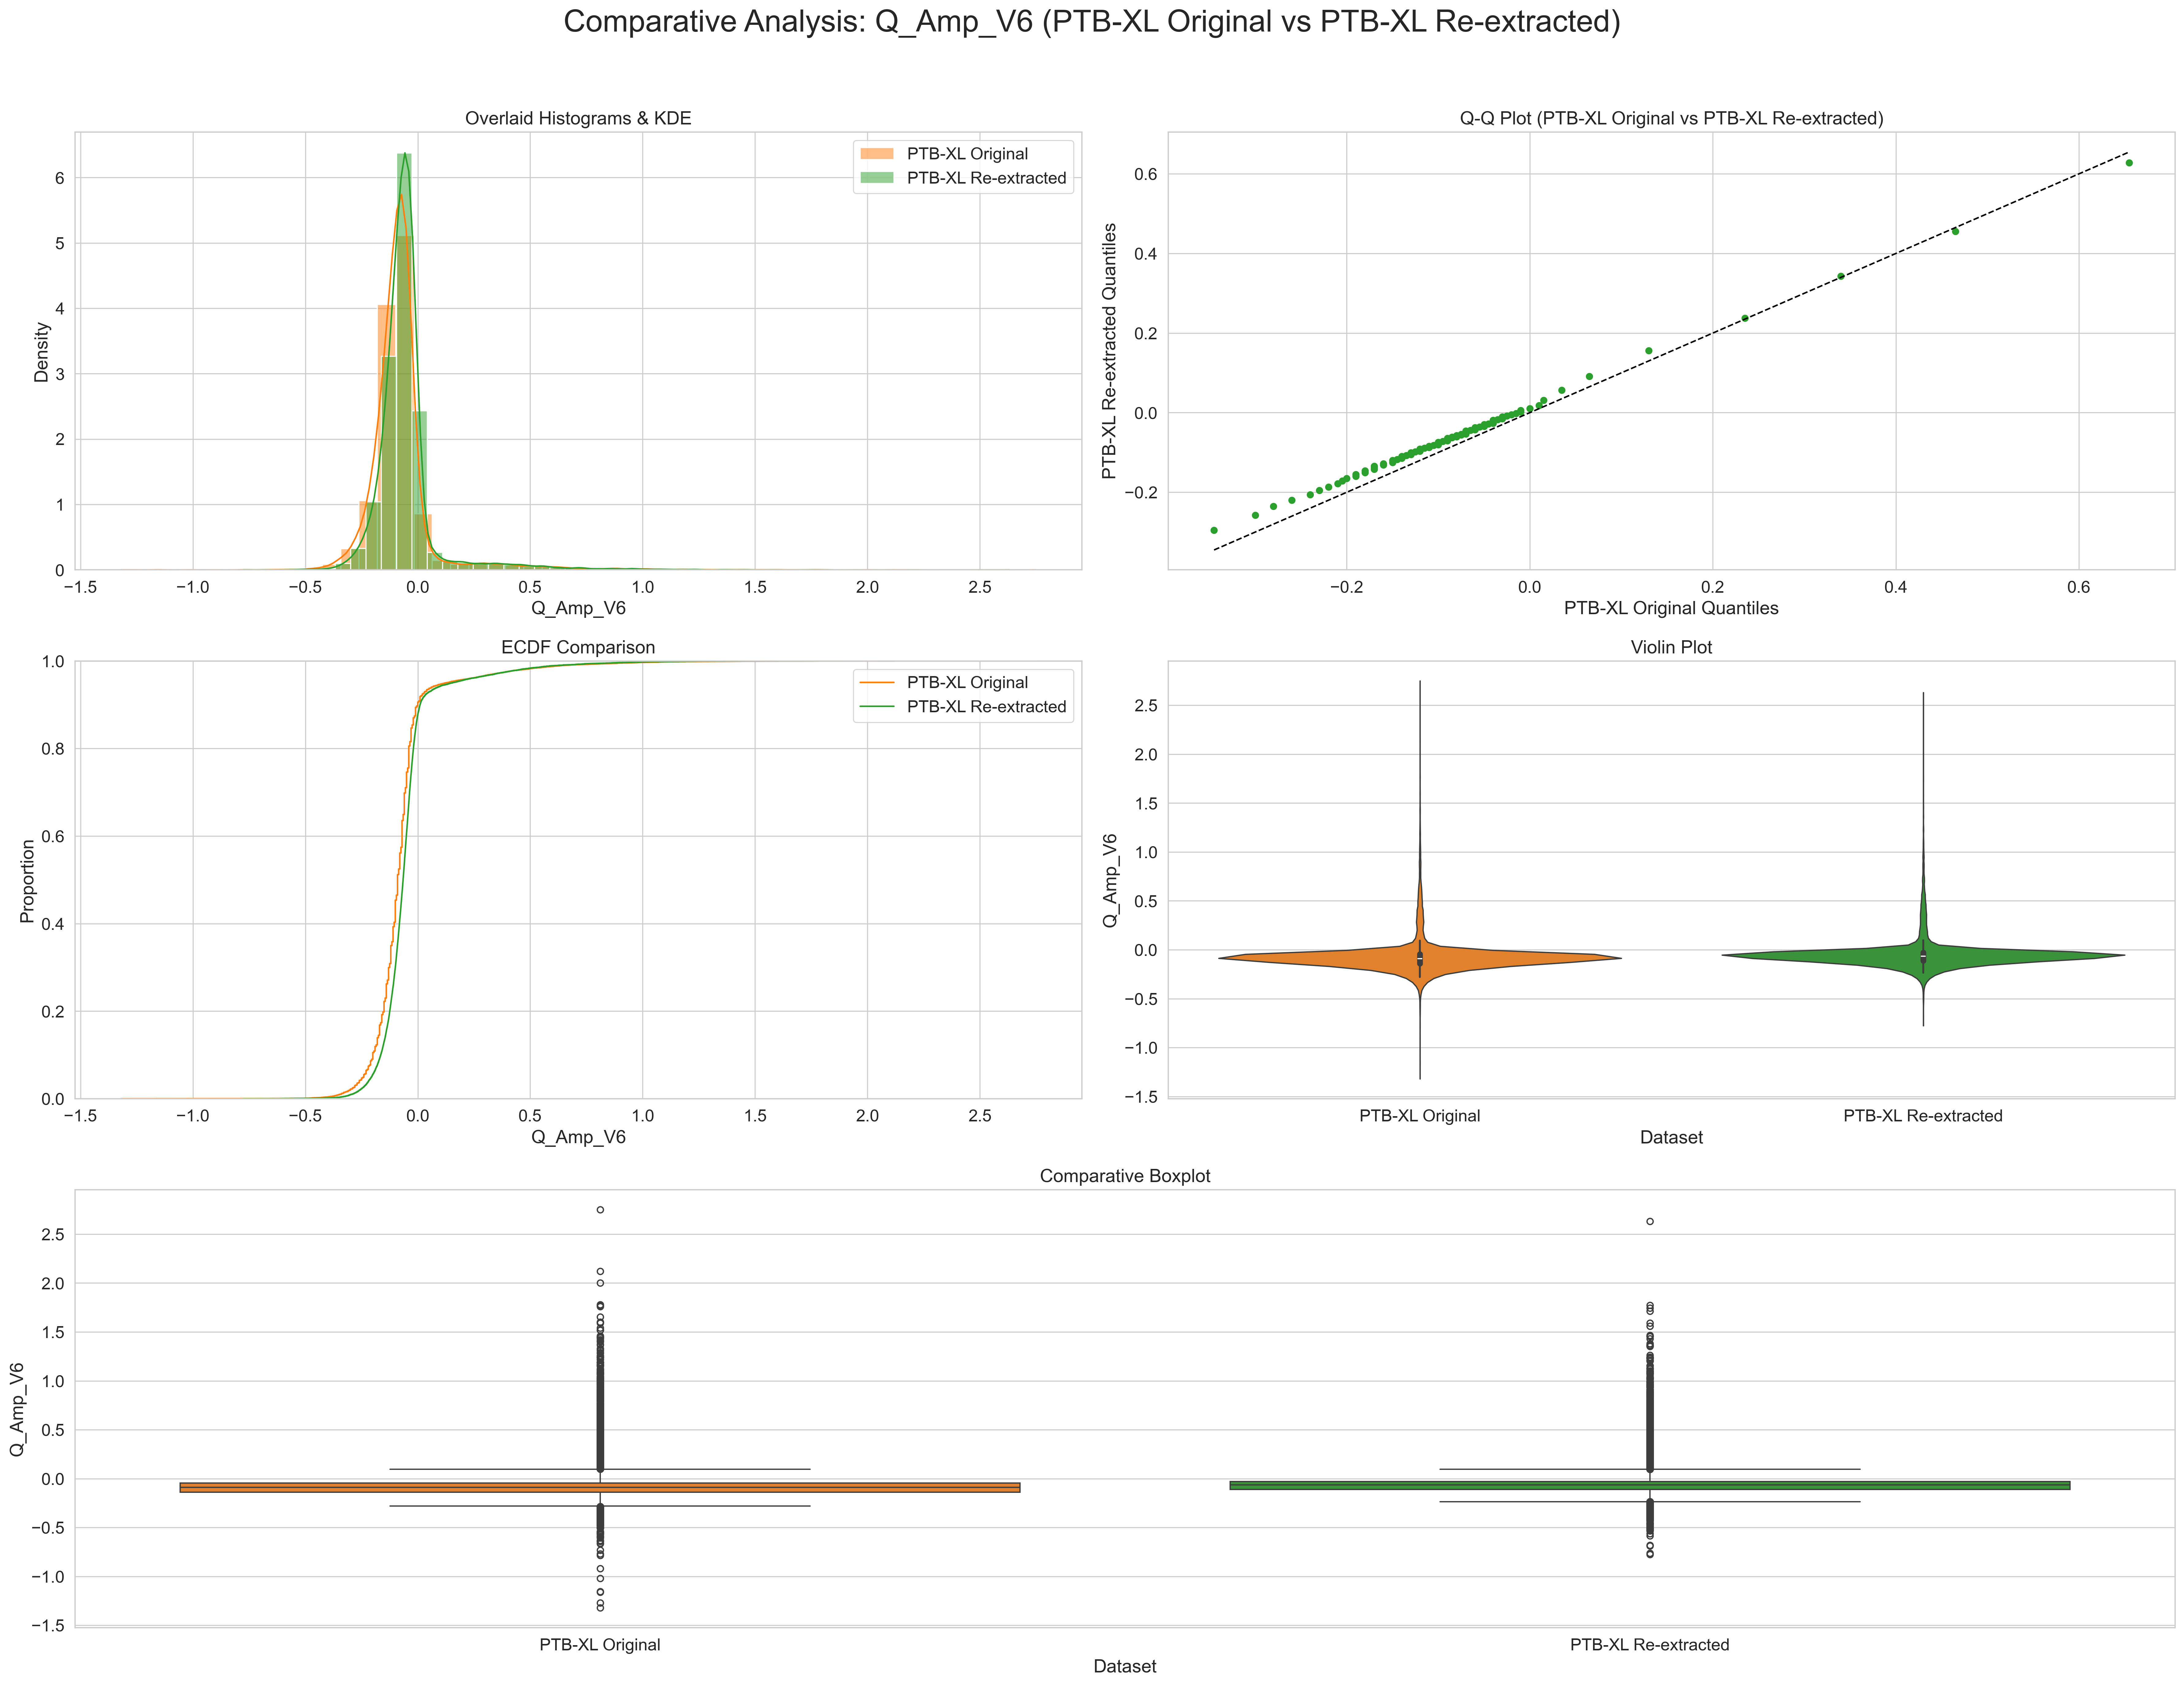 Comparative Analysis: Q_Amp_V6 (PTB-XL Original vs PTB-XL Re-extracted)
Overlaid Histograms & KDE
PTB-XL Original
PTB-XL Re-extracted
Density
6
5
4
3
2
1
0
−1.5 −1.0 −0.5 0.0 0.5 1.0 1.5 2.0 2.5
Q_Amp_V6
Q-Q Plot (PTB-XL Original vs PTB-XL Re-extracted)
PTB-XL Re-extracted Quantiles
0.6
0.4
0.2
0.0
−0.2
−0.2 0.0 0.2 0.4 0.6
PTB-XL Original Quantiles
ECDF Comparison
PTB-XL Original
PTB-XL Re-extracted
Proportion
1.0
0.8
0.6
0.4
0.2
0.0
−1.5 −1.0 −0.5 0.0 0.5 1.0 1.5 2.0 2.5
Q_Amp_V6
Violin Plot
Q_Amp_V6
2.5
2.0
1.5
1.0
0.5
0.0
−0.5
−1.0
−1.5
PTB-XL Original PTB-XL Re-extracted
Dataset
Comparative Boxplot
Q_Amp_V6
2.5
2.0
1.5
1.0
0.5
0.0
−0.5
−1.0
−1.5
PTB-XL Original PTB-XL Re-extracted
Dataset